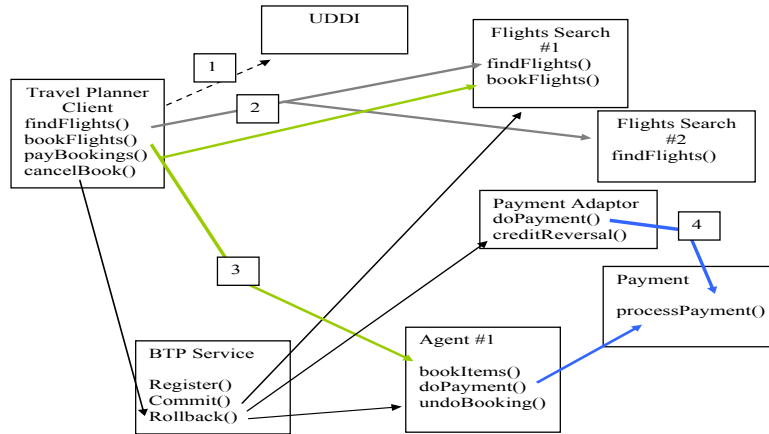 UDDI
1
Flights Search
#1
findFlights()
bookFlights()
Travel Planner
Client
findFlights()
bookFlights()
payBookings()
cancelBook()
2
Flights Search
#2
findFlights()
Payment Adaptor
doPayment()
creditReversal()
4
3
Payment
processPayment()
BTP Service
Register()
Commit()
Rollback()
Agent #1
bookItems()
doPayment()
undoBooking()